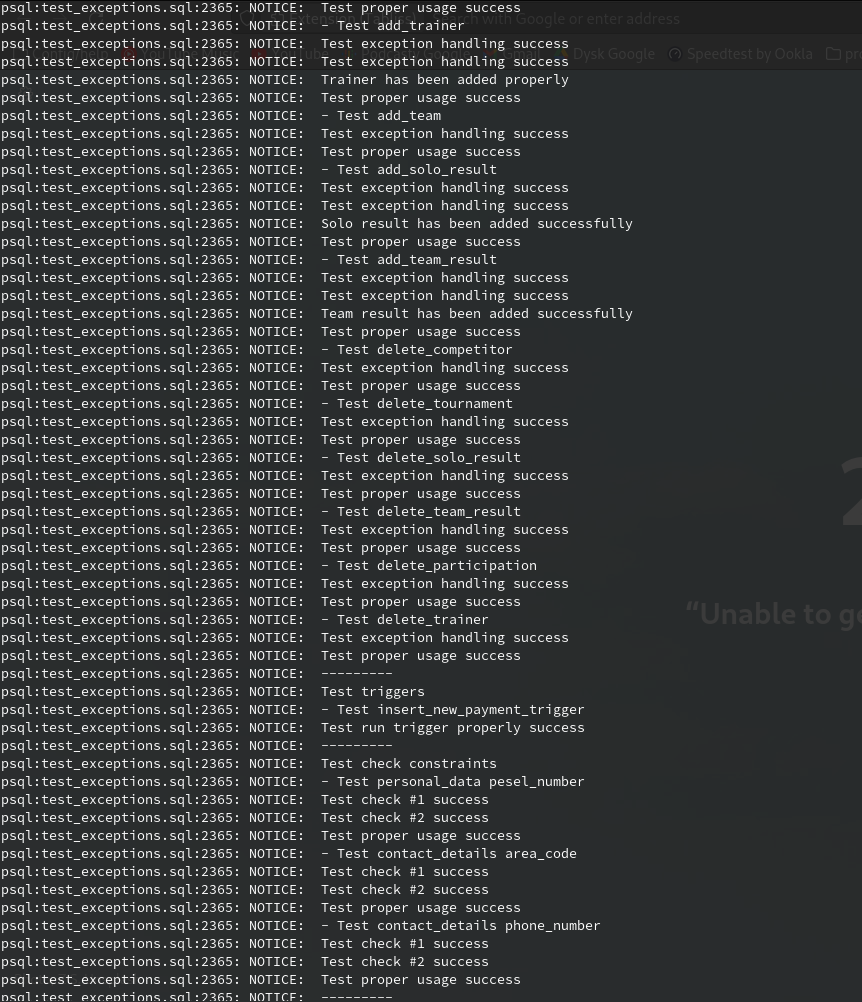 psql:test_exceptions.sql:2365: NOTICE:  Test proper usage success
psql:test_exceptions.sql:2365: NOTICE:  - Test add_trainer
psql:test_exceptions.sql:2365: NOTICE:  Test exception handling success
psql:test_exceptions.sql:2365: NOTICE:  Test exception handling success
psql:test_exceptions.sql:2365: NOTICE:  Trainer has been added properly
psql:test_exceptions.sql:2365: NOTICE:  Test proper usage success
psql:test_exceptions.sql:2365: NOTICE:  - Test add_team
psql:test_exceptions.sql:2365: NOTICE:  Test exception handling success
psql:test_exceptions.sql:2365: NOTICE:  Test proper usage success
psql:test_exceptions.sql:2365: NOTICE:  - Test add_solo_result
psql:test_exceptions.sql:2365: NOTICE:  Test exception handling success
psql:test_exceptions.sql:2365: NOTICE:  Test exception handling success
psql:test_exceptions.sql:2365: NOTICE:  Solo result has been added successfully
psql:test_exceptions.sql:2365: NOTICE:  Test proper usage success
psql:test_exceptions.sql:2365: NOTICE:  - Test add_team_result
psql:test_exceptions.sql:2365: NOTICE:  Test exception handling success
psql:test_exceptions.sql:2365: NOTICE:  Test exception handling success
psql:test_exceptions.sql:2365: NOTICE:  Team result has been added successfully
psql:test_exceptions.sql:2365: NOTICE:  Test proper usage success
psql:test_exceptions.sql:2365: NOTICE:  - Test delete_competitor
psql:test_exceptions.sql:2365: NOTICE:  Test exception handling success
psql:test_exceptions.sql:2365: NOTICE:  Test proper usage success
psql:test_exceptions.sql:2365: NOTICE:  - Test delete_tournament
psql:test_exceptions.sql:2365: NOTICE:  Test exception handling success
psql:test_exceptions.sql:2365: NOTICE:  Test proper usage success
psql:test_exceptions.sql:2365: NOTICE:  - Test delete_solo_result
psql:test_exceptions.sql:2365: NOTICE:  Test exception handling success
psql:test_exceptions.sql:2365: NOTICE:  Test proper usage success
psql:test_exceptions.sql:2365: NOTICE:  - Test delete_team_result
psql:test_exceptions.sql:2365: NOTICE:  Test exception handling success
psql:test_exceptions.sql:2365: NOTICE:  Test proper usage success
psql:test_exceptions.sql:2365: NOTICE:  - Test delete_participation
psql:test_exceptions.sql:2365: NOTICE:  Test exception handling success
psql:test_exceptions.sql:2365: NOTICE:  Test proper usage success
psql:test_exceptions.sql:2365: NOTICE:  - Test delete_trainer
psql:test_exceptions.sql:2365: NOTICE:  Test exception handling success
psql:test_exceptions.sql:2365: NOTICE:  Test proper usage success
psql:test_exceptions.sql:2365: NOTICE:  ---------
psql:test_exceptions.sql:2365: NOTICE:  Test triggers
psql:test_exceptions.sql:2365: NOTICE:  - Test insert_new_payment_trigger
psql:test_exceptions.sql:2365: NOTICE:  Test run trigger properly success
psql:test_exceptions.sql:2365: NOTICE:  ---------
psql:test_exceptions.sql:2365: NOTICE:  Test check constraints
psql:test_exceptions.sql:2365: NOTICE:  - Test personal_data pesel_number
psql:test_exceptions.sql:2365: NOTICE:  Test check #1 success
psql:test_exceptions.sql:2365: NOTICE:  Test check #2 success
psql:test_exceptions.sql:2365: NOTICE:  Test proper usage success
psql:test_exceptions.sql:2365: NOTICE:  - Test contact_details area_code
psql:test_exceptions.sql:2365: NOTICE:  Test check #1 success
psql:test_exceptions.sql:2365: NOTICE:  Test check #2 success
psql:test_exceptions.sql:2365: NOTICE:  Test proper usage success
psql:test_exceptions.sql:2365: NOTICE:  - Test contact_details phone_number
psql:test_exceptions.sql:2365: NOTICE:  Test check #1 success
psql:test_exceptions.sql:2365: NOTICE:  Test check #2 success
psql:test_exceptions.sql:2365: NOTICE:  Test proper usage success
psql:test_exceptions.sql:2365: NOTICE:  ---------
Search with Google or enter address
Dysk Google
Speedtest by Ookla
“Unable to